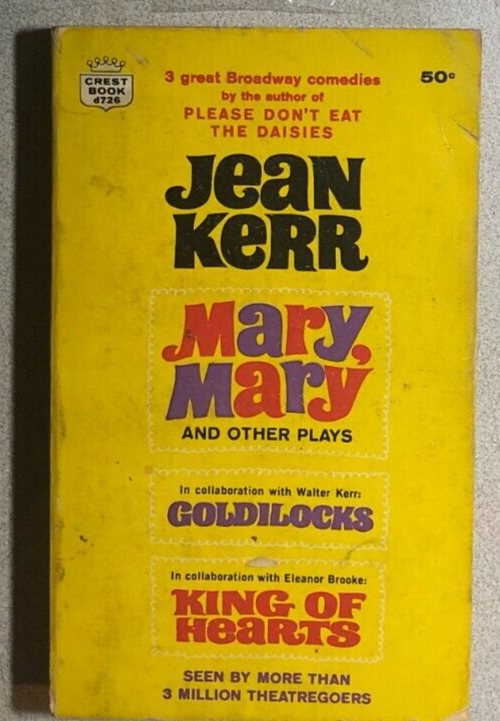 CREST
BOOK
d726
3 great Broadway comedies
50c
by the author of
PLEASE DON'T EAT
THE DAISIES
Jean
Kerr
Mary,
Mary
AND OTHER PLAYS
In collaboration with Walter Kerr:
GOLDILOCKS
In collaboration with Eleanor Brooke:
KING OF
HeARTS
SEEN BY MORE THAN
3 MILLION THEATREGOERS